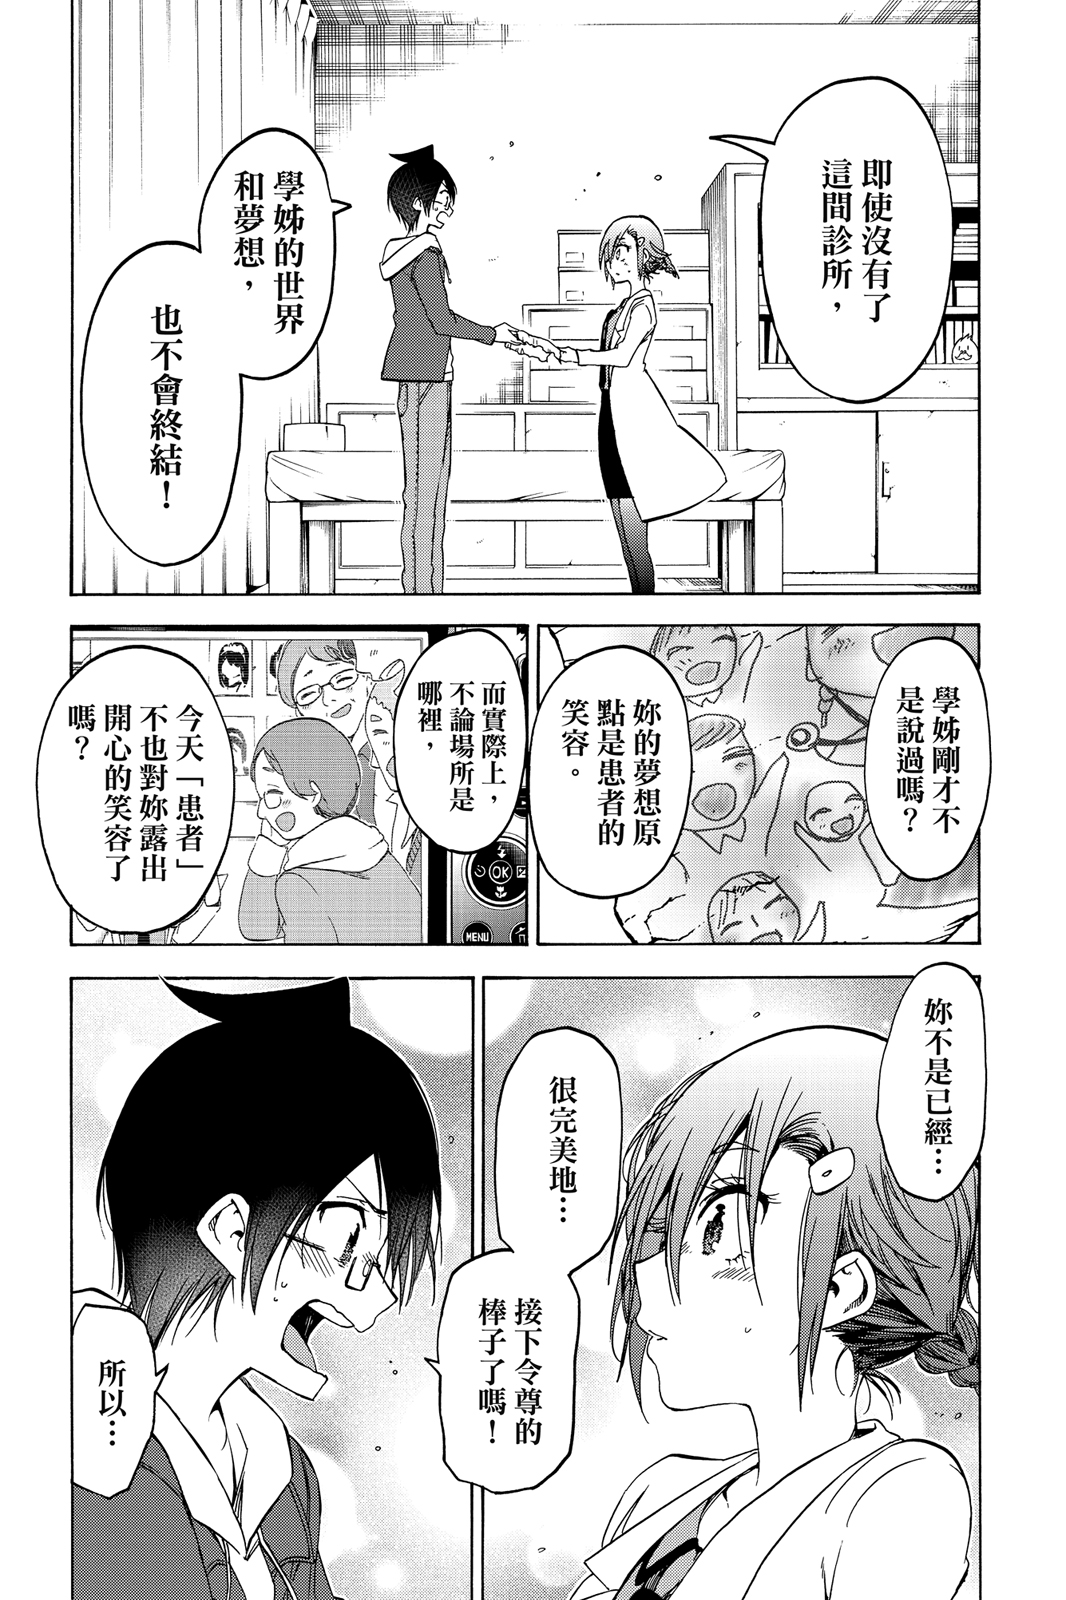 即使沒有了
這間診所，
學姊的世界
和夢想，
也不會終結！
學姊剛才不
是說過嗎？
妳的夢想原
點是患者的
笑容。
而實際上，
不論場所是
哪裡，
今天「患者」
不也對妳露出
開心的笑容了
嗎？
OK
MENU
妳不是已經…
很完美地…
接下令尊的
棒子了嗎！
所以…